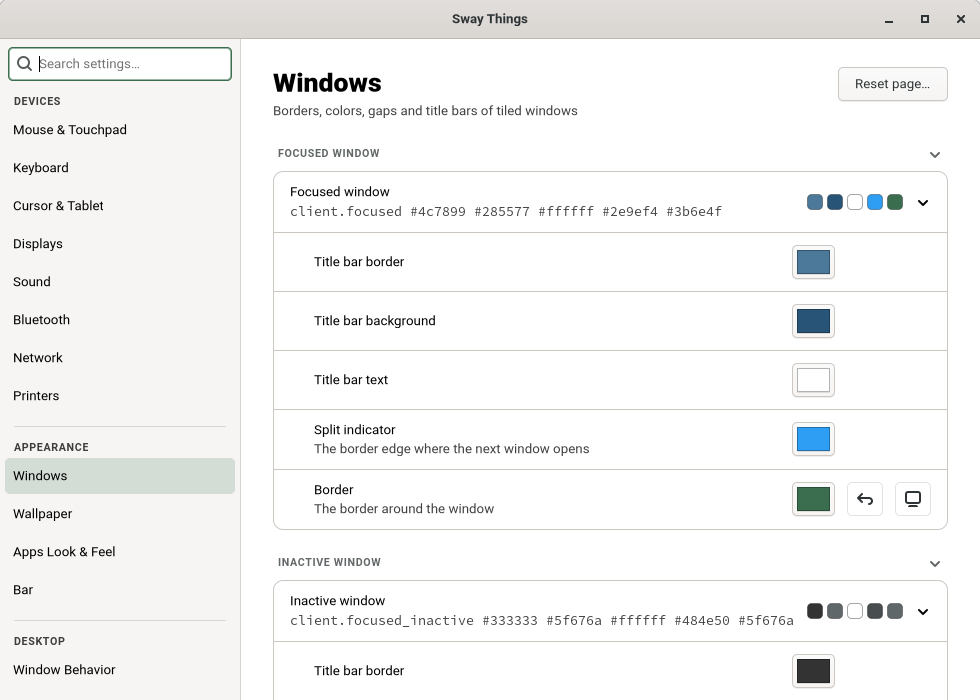 Sway Things
Search settings…
DEVICES
Mouse & Touchpad
Keyboard
Cursor & Tablet
Displays
Sound
Bluetooth
Network
Printers
APPEARANCE
Windows
Wallpaper
Apps Look & Feel
Bar
DESKTOP
Window Behavior
Windows
Reset page…
Borders, colors, gaps and title bars of tiled windows
FOCUSED WINDOW
Focused window
client.focused #4c7899 #285577 #ffffff #2e9ef4 #3b6e4f
Title bar border
Title bar background
Title bar text
Split indicator
The border edge where the next window opens
Border
The border around the window
INACTIVE WINDOW
Inactive window
client.focused_inactive #333333 #5f676a #ffffff #484e50 #5f676a
Title bar border